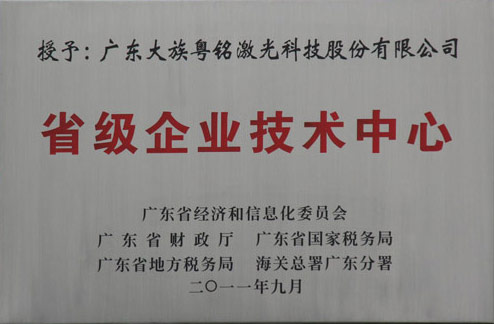 授予：广东大族粤铭激光科技股份有限公司
省级企业技术中心
广东省经济和信息化委员会
广东省财政厅 广东省国家税务局
广东省地方税务局 海关总署广东分署
二〇一一年九月